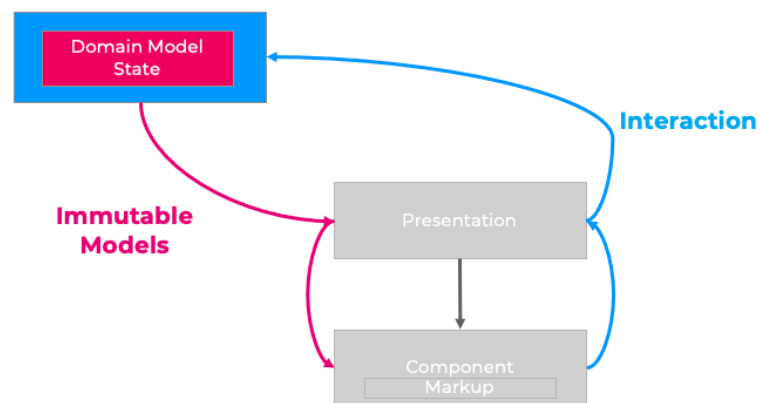 Domain Model
State
Interaction
Immutable
Models
Presentation
Component
Markup